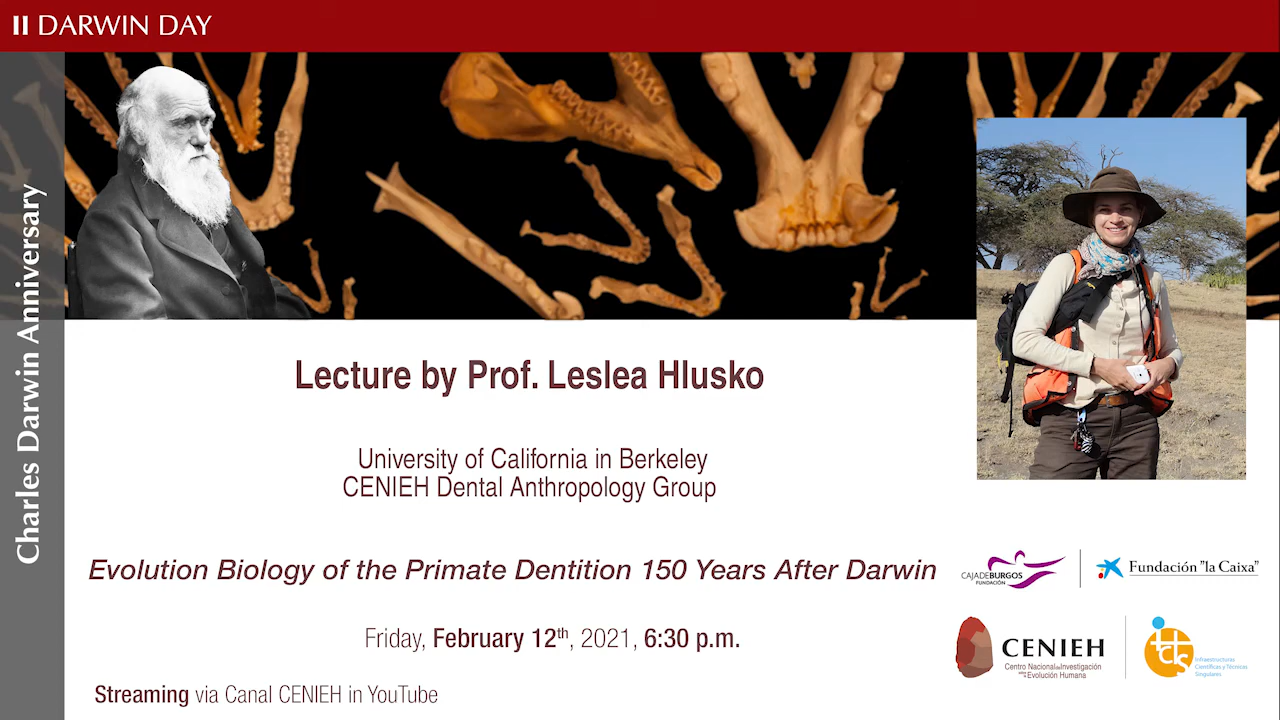 II DARWIN DAY
Charles Darwin Anniversary
Lecture by Prof. Leslea Hlusko
University of California in Berkeley
CENIEH Dental Anthropology Group
Evolution Biology of the Primate Dentition 150 Years After Darwin
Friday, February 12th, 2021, 6:30 p.m.
Streaming via Canal CENIEH in YouTube
CAJADEBURGOS
FUNDACIÓN
Fundación "la Caixa"
CENIEH
Centro Nacional de Investigación
sobre la Evolución Humana
icts
Infraestructuras
Científicas y Técnicas
Singulares